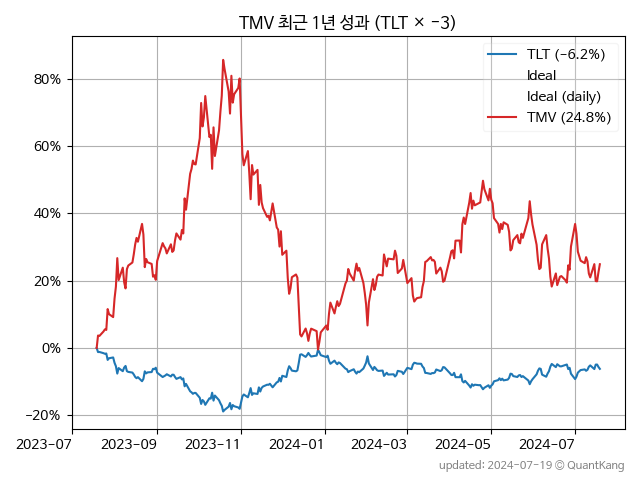 TMV 최근 1년 성과 (TLT × −3)
TLT (−6.2%)
Ideal
Ideal (daily)
TMV (24.8%)
80%
60%
40%
20%
0%
−20%
2023-07
2023-09
2023-11
2024-01
2024-03
2024-05
2024-07
updated: 2024-07-19 © QuantKang